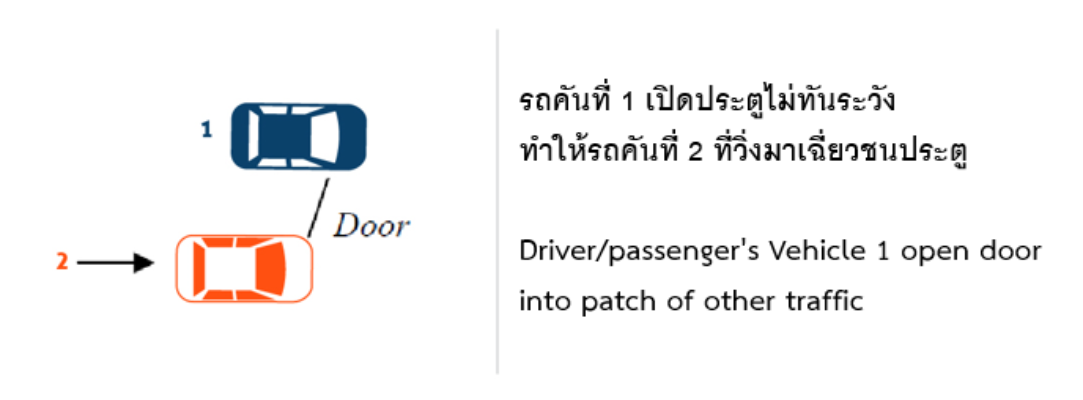 1
Door
2
รถคันที่ 1 เปิดประตูไม่ทันระวัง
ทำให้รถคันที่ 2 ที่วิ่งมาเฉี่ยวชนประตู
Driver/passenger's Vehicle 1 open door
into patch of other traffic